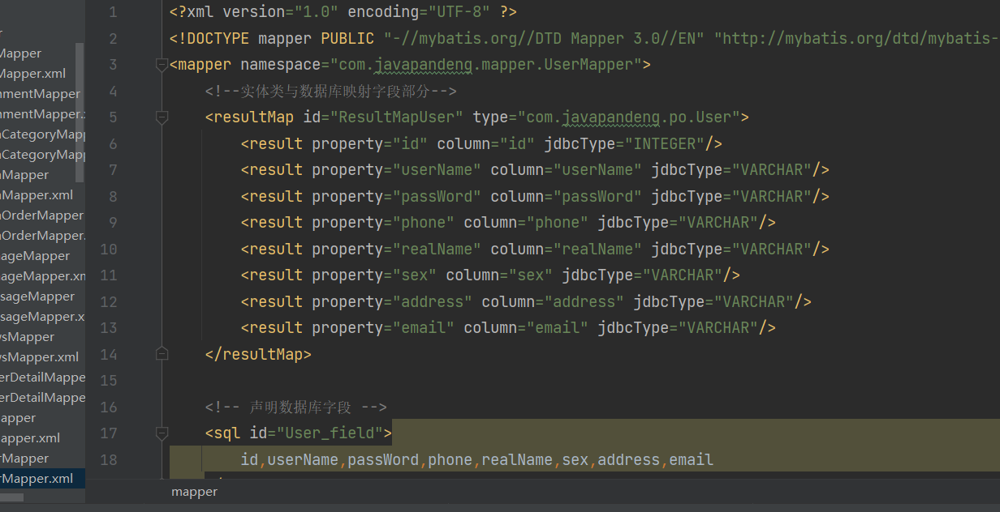 Mapper
Mapper.xml
mmentMapper
mmentMapper.
nCategoryMapp
nCategoryMapp
Mapper
Mapper.xml
OrderMapper
OrderMapper.
ageMapper
ageMapper.xm
sageMapper
sageMapper.x
sMapper
sMapper.xml
erDetailMappe
erDetailMappe
apper
apper.xml
rMapper
rMapper.xml
1 <?xml version="1.0" encoding="UTF-8" ?>
2 <!DOCTYPE mapper PUBLIC "-//mybatis.org//DTD Mapper 3.0//EN" "http://mybatis.org/dtd/mybatis-
3 <mapper namespace="com.javapandeng.mapper.UserMapper">
4 <!--实体类与数据库映射字段部分-->
5 <resultMap id="ResultMapUser" type="com.javapandeng.po.User">
6 <result property="id" column="id" jdbcType="INTEGER"/>
7 <result property="userName" column="userName" jdbcType="VARCHAR"/>
8 <result property="passWord" column="passWord" jdbcType="VARCHAR"/>
9 <result property="phone" column="phone" jdbcType="VARCHAR"/>
10 <result property="realName" column="realName" jdbcType="VARCHAR"/>
11 <result property="sex" column="sex" jdbcType="VARCHAR"/>
12 <result property="address" column="address" jdbcType="VARCHAR"/>
13 <result property="email" column="email" jdbcType="VARCHAR"/>
14 </resultMap>
15
16 <!-- 声明数据库字段 -->
17 <sql id="User_field">
18 id,userName,passWord,phone,realName,sex,address,email
mapper